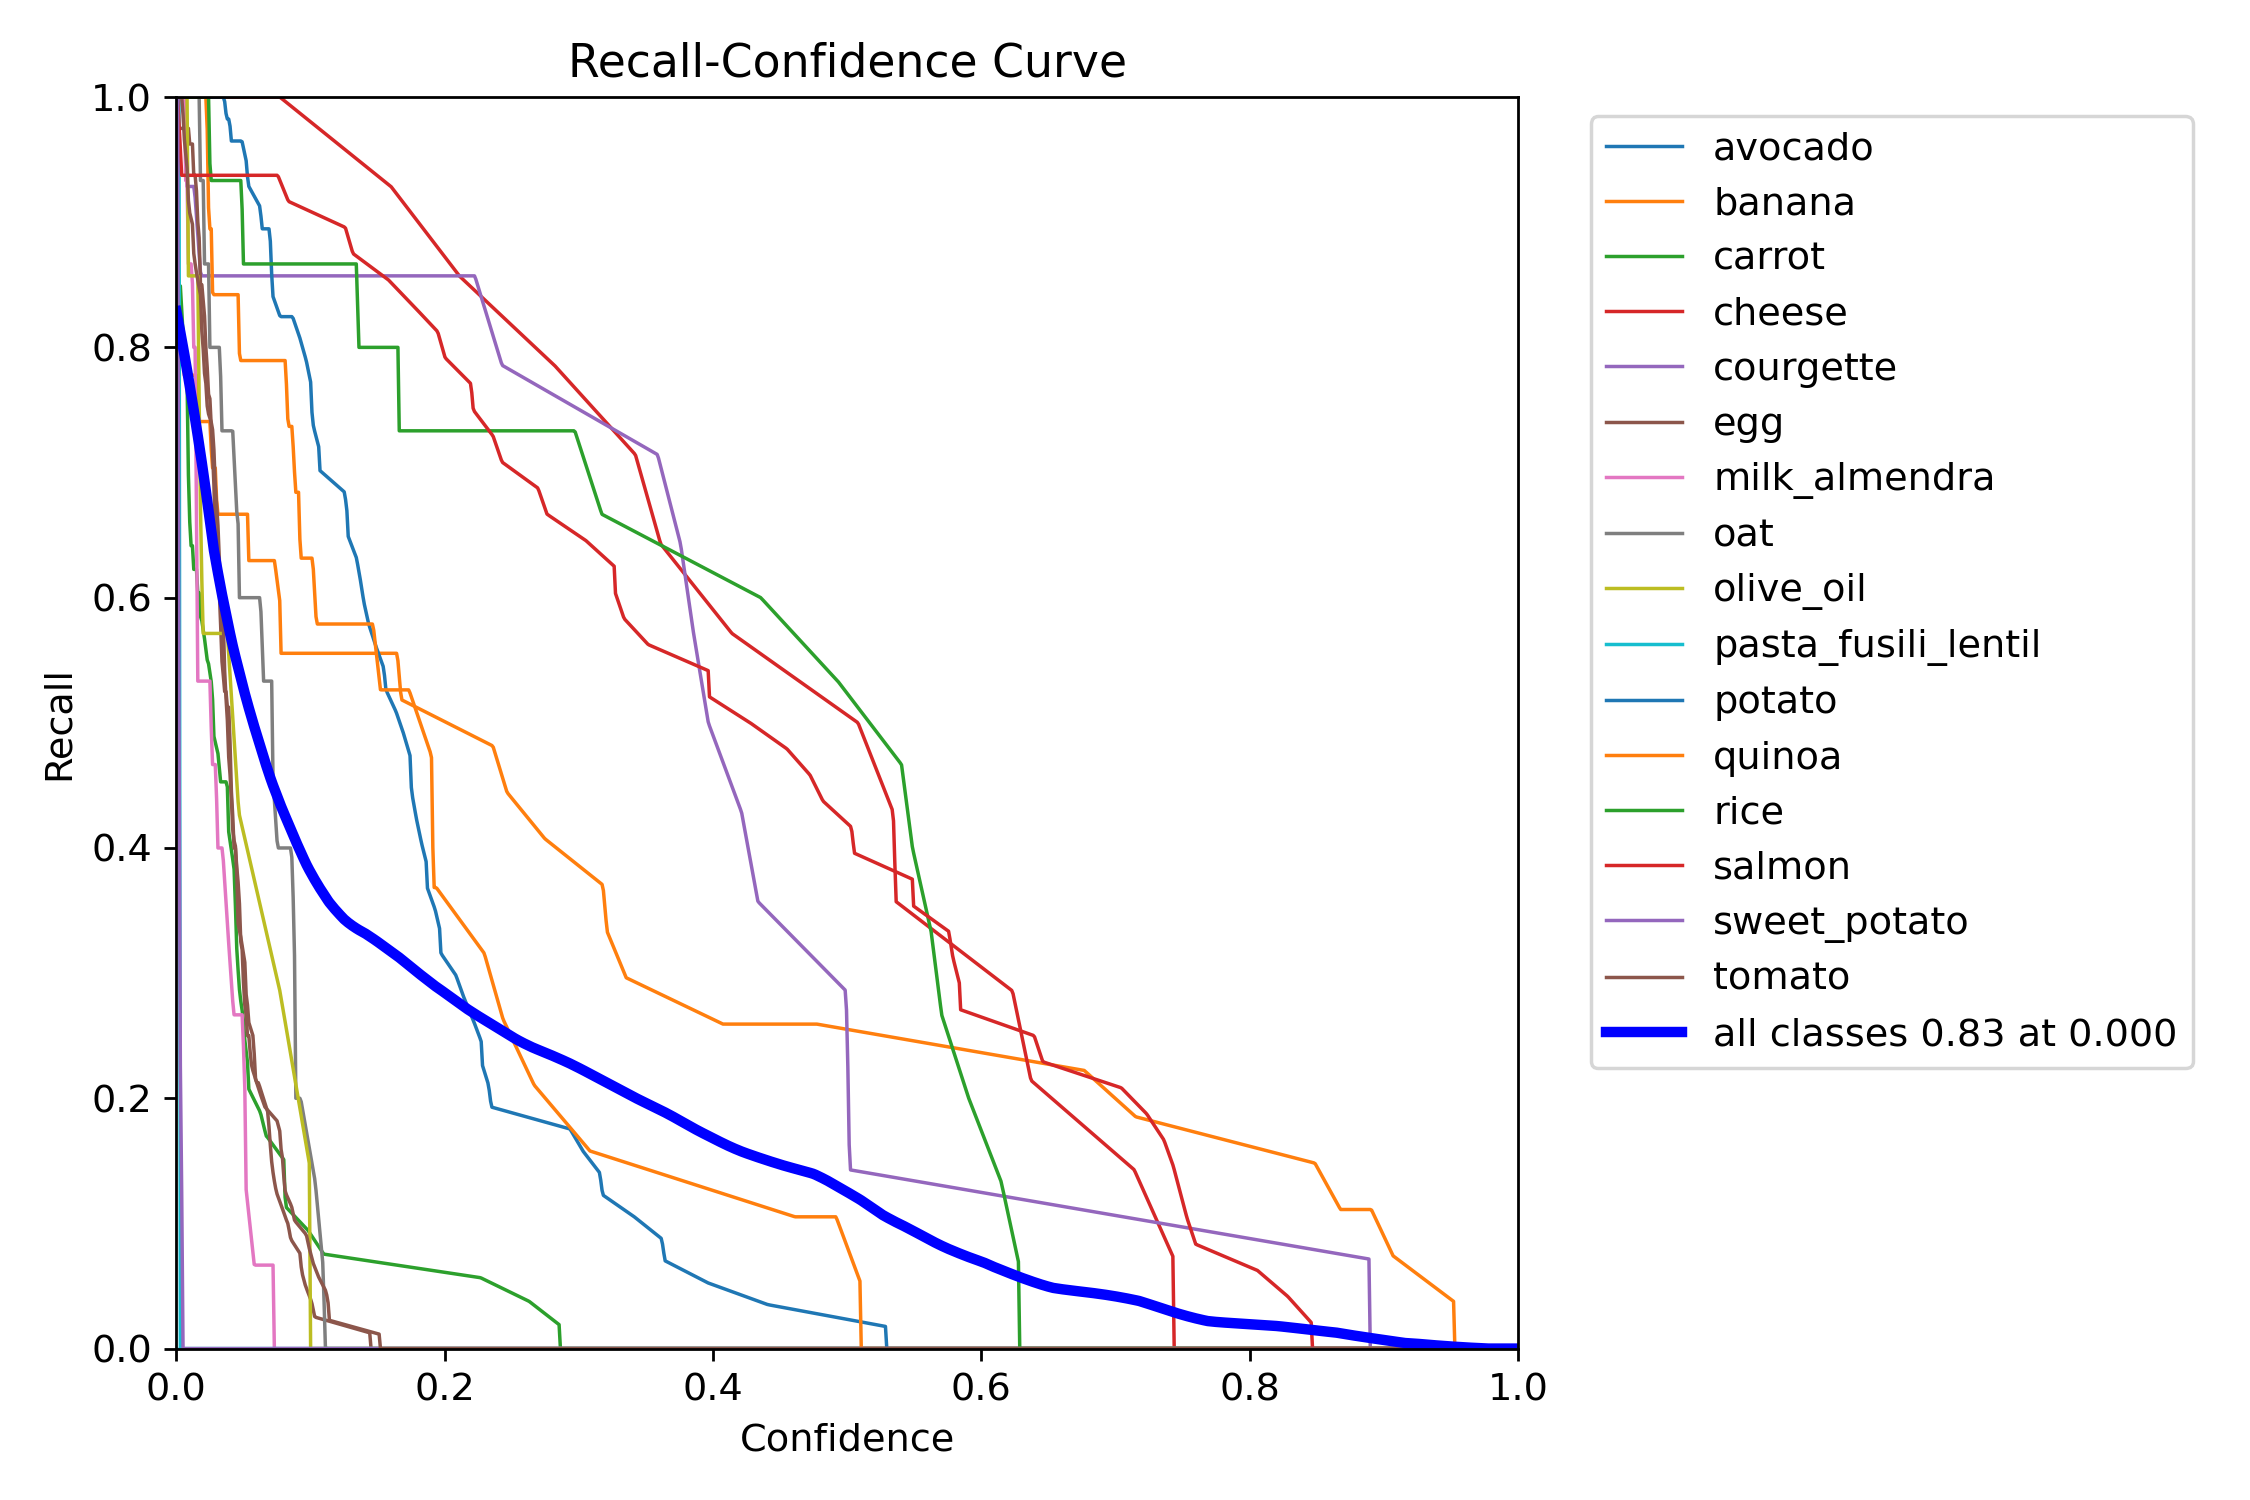 Recall-Confidence Curve
1.0
0.8
0.6
0.4
0.2
0.0
Recall
0.0 0.2 0.4 0.6 0.8 1.0
Confidence
avocado
banana
carrot
cheese
courgette
egg
milk_almendra
oat
olive_oil
pasta_fusili_lentil
potato
quinoa
rice
salmon
sweet_potato
tomato
all classes 0.83 at 0.000